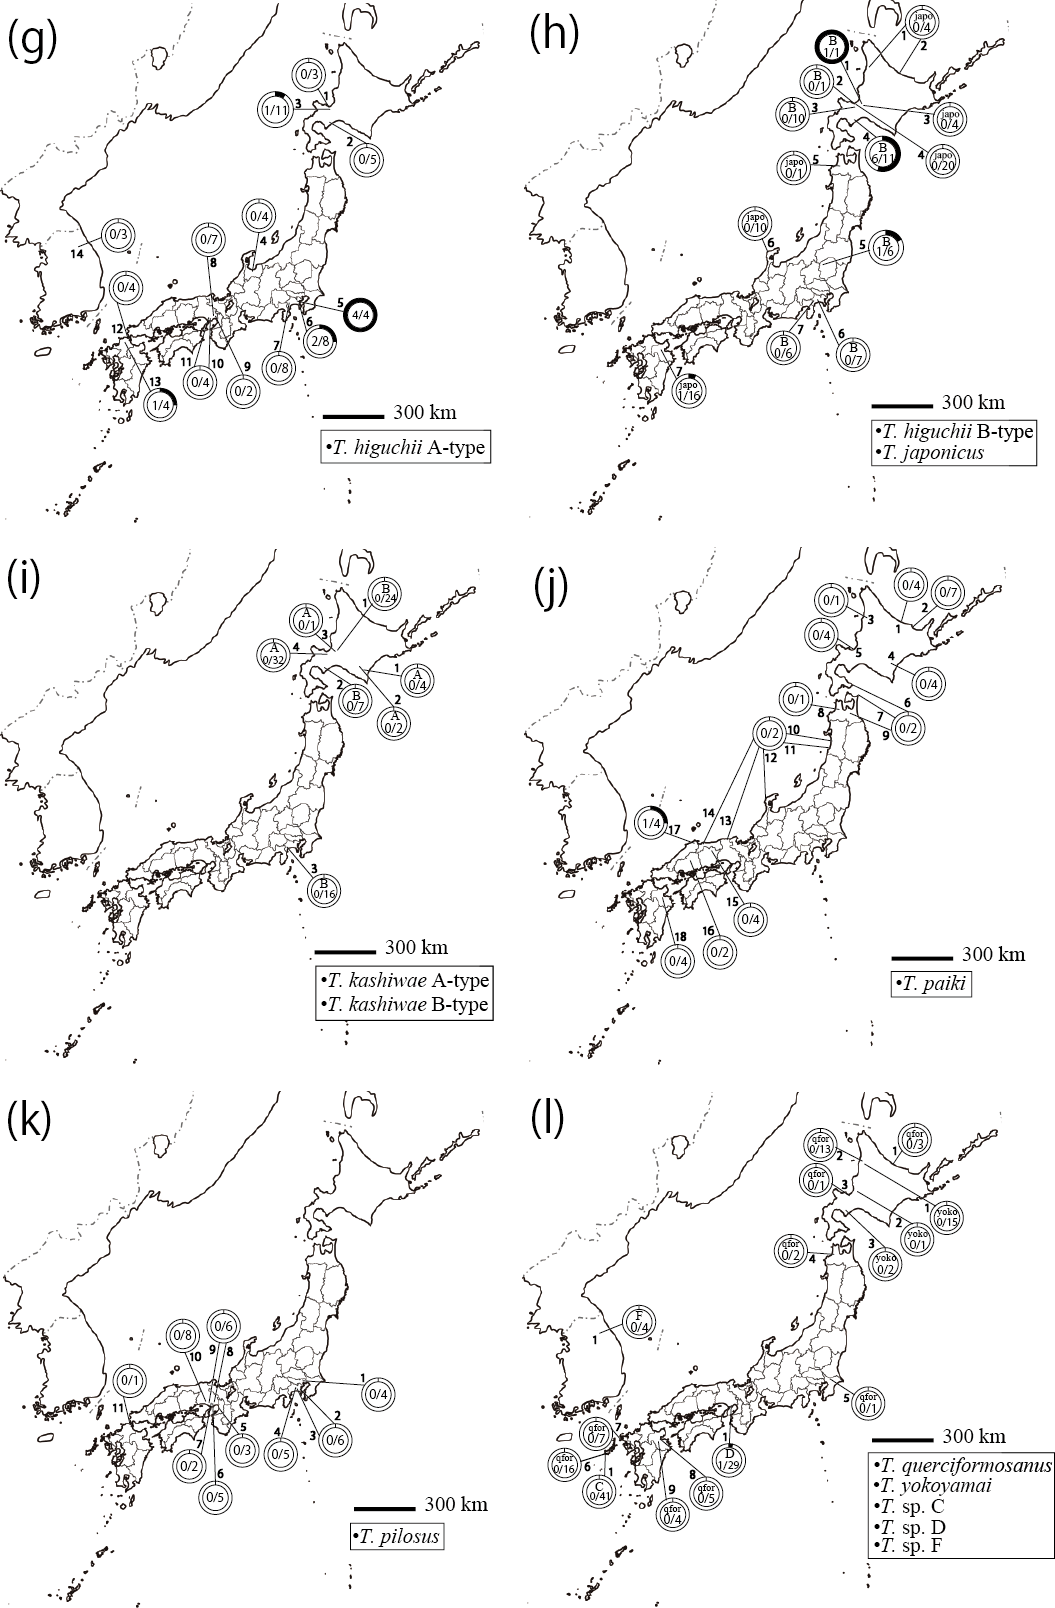 (g)
0/3
1
1/11
3
2
0/5
0/4
4
0/3
14
0/7
8
0/4
12
5
4/4
6
2/8
7
0/8
11
10
9
0/4
0/2
13
1/4
300 km
•T. higuchii A-type
(h)
japo
0/4
1
2
B
1/1
1
B
0/1
2
B
0/10
3
japo
0/4
3
4
B
6/11
japo
0/20
4
japo
0/1
5
japo
0/10
6
5
B
1/6
7
B
0/6
6
B
0/7
7
japo
1/16
300 km
•T. higuchii B-type
•T. japonicus
(i)
B
0/24
1
A
0/1
3
A
0/32
4
1
A
0/4
2
B
0/7
2
A
0/2
3
B
0/16
300 km
•T. kashiwae A-type
•T. kashiwae B-type
(j)
0/4
0/7
0/1
3
1
2
0/4
5
4
0/4
0/1
8
6
7
9
0/2
0/2
10
11
12
14
13
1/4
17
15
0/4
18
16
0/4
0/2
300 km
•T. paiki
(k)
0/6
0/8
9
8
10
0/1
11
1
0/4
2
3
0/6
4
0/5
5
0/3
7
0/2
6
0/5
300 km
•T. pilosus
(l)
qfor
0/13
2
1
qfor
0/3
qfor
0/1
3
1
yoko
0/15
2
yoko
0/1
3
yoko
0/2
qfor
0/2
4
F
0/4
1
5
qfor
0/1
qfor
0/7
7
qfor
0/16
6
1
C
0/41
1
D
1/29
8
qfor
0/5
9
qfor
0/4
300 km
•T. querciformosanus
•T. yokoyamai
•T. sp. C
•T. sp. D
•T. sp. F